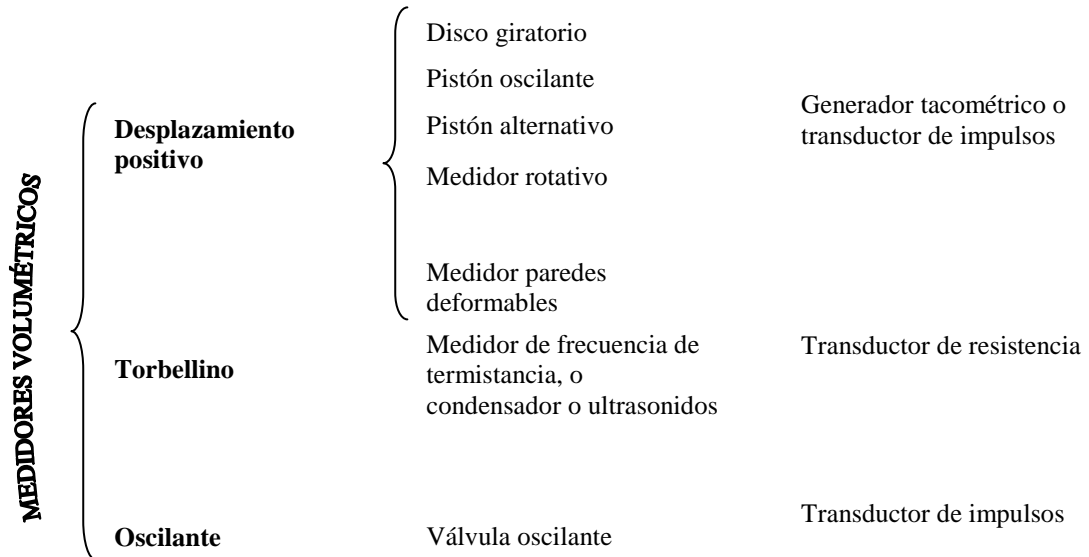 MEDIDORES VOLUMÉTRICOS
Desplazamiento
positivo
Disco giratorio
Pistón oscilante
Pistón alternativo
Medidor rotativo
Medidor paredes
deformables
Generador tacométrico o
transductor de impulsos
Torbellino
Medidor de frecuencia de
termistancia, o
condensador o ultrasonidos
Transductor de resistencia
Oscilante
Válvula oscilante
Transductor de impulsos